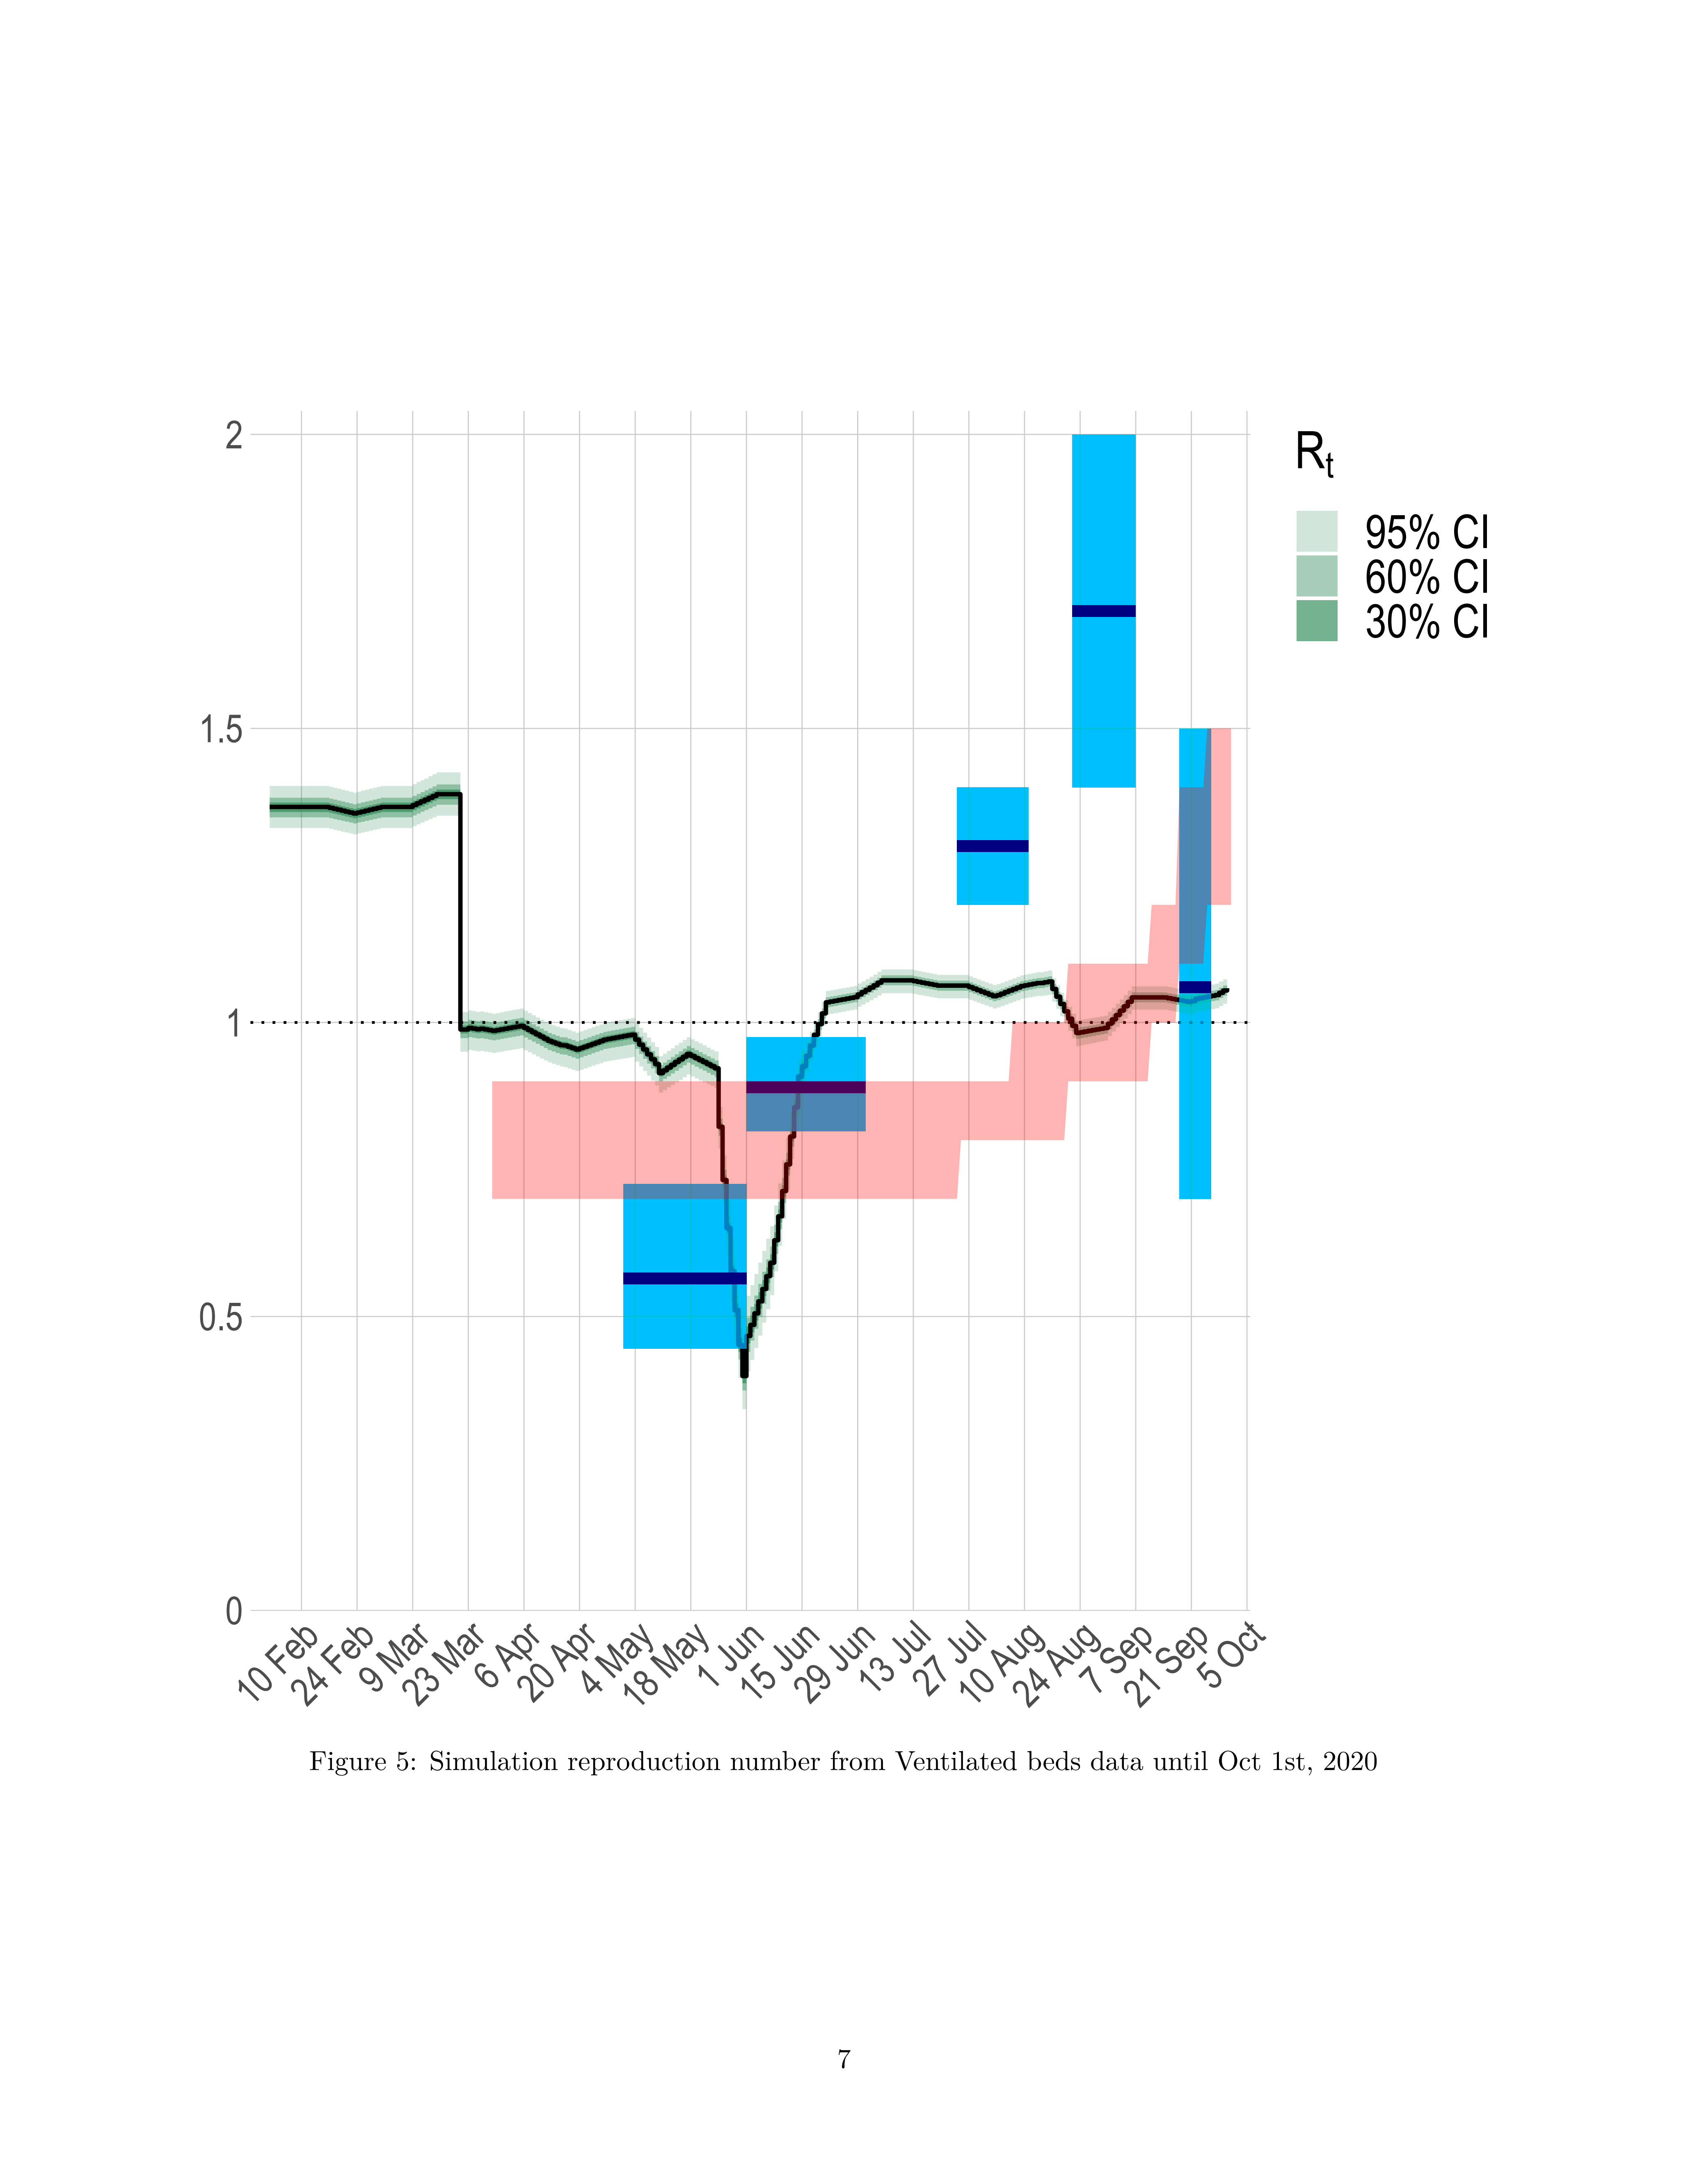 2
1.5
1
0.5
0
10 Feb
24 Feb
9 Mar
23 Mar
6 Apr
20 Apr
4 May
18 May
1 Jun
15 Jun
29 Jun
13 Jul
27 Jul
10 Aug
24 Aug
7 Sep
21 Sep
5 Oct
Rt
95% CI
60% CI
30% CI
Figure 5: Simulation reproduction number from Ventilated beds data until Oct 1st, 2020
7